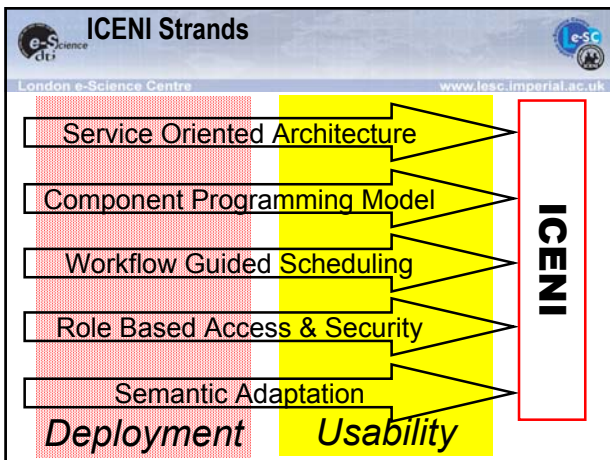 ICENI Strands
e-Science
dti
Le-SC
London e-Science Centre
www.lesc.imperial.ac.uk
Service Oriented Architecture
Component Programming Model
Workflow Guided Scheduling
Role Based Access & Security
Semantic Adaptation
ICENI
Deployment
Usability